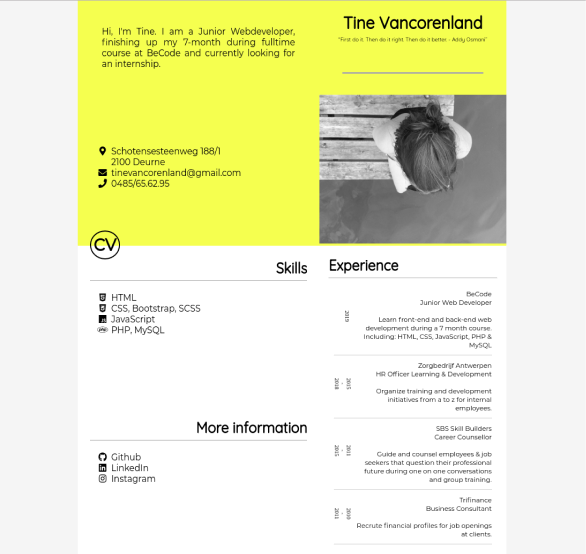 Hi, I'm Tine. I am a Junior Webdeveloper,
finishing up my 7-month during fulltime
course at BeCode and currently looking for
an internship.
Schotensesteenweg 188/1
2100 Deurne
tinevancorenland@gmail.com
0485/65.62.95
Tine Vancorenland
"First do it. Then do it right. Then do it better. - Addy Osmani"
CV
Skills
HTML
CSS, Bootstrap, SCSS
JavaScript
PHP, MySQL
More information
Github
LinkedIn
Instagram
Experience
BeCode
Junior Web Developer
2019
Learn front-end and back-end web
development during a 7 month course.
Including: HTML, CSS, JavaScript, PHP &
MySQL
Zorgbedrijf Antwerpen
HR Officer Learning & Development
2015
-
2018
Organize training and development
initiatives from a to z for internal
employees.
SBS Skill Builders
Career Counsellor
2011
-
2015
Guide and counsel employees & job
seekers that question their professional
future during one on one conversations
and group training.
Trifinance
Business Consultant
2010
-
2011
Recrute financial profiles for job openings
at clients.